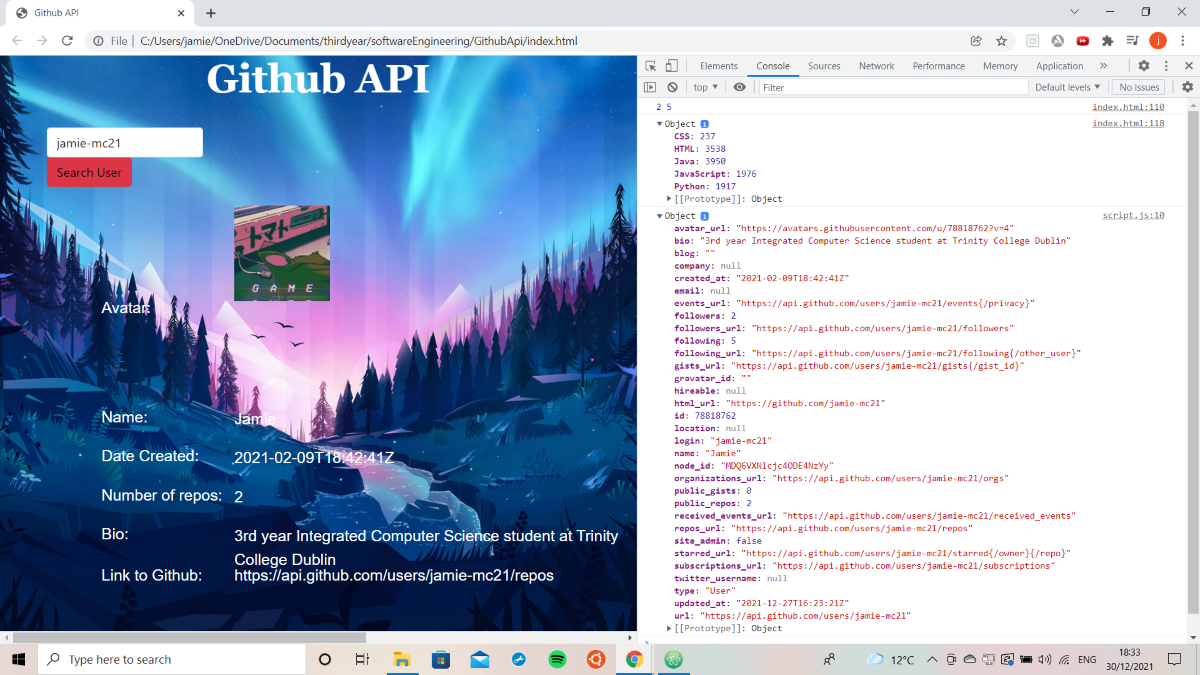 Github API
File | C:/Users/jamie/OneDrive/Documents/thirdyear/softwareEngineering/GithubApi/index.html
j
Github API
jamie-mc21
Search User
トマト
GAME
Avatar:
Name: Jamie
Date Created: 2021-02-09T18:42:41Z
Number of repos: 2
Bio: 3rd year Integrated Computer Science student at Trinity
College Dublin
Link to Github: https://api.github.com/users/jamie-mc21/repos
Elements Console Sources Network Performance Memory Application »
top ▼ Filter Default levels ▼ No Issues
2 5 index.html:110
▼Object i index.html:118
CSS: 237
HTML: 3538
Java: 3950
JavaScript: 1976
Python: 1917
▶[[Prototype]]: Object
▼Object i script.js:10
avatar_url: "https://avatars.githubusercontent.com/u/78818762?v=4"
bio: "3rd year Integrated Computer Science student at Trinity College Dublin"
blog: ""
company: null
created_at: "2021-02-09T18:42:41Z"
email: null
events_url: "https://api.github.com/users/jamie-mc21/events{/privacy}"
followers: 2
followers_url: "https://api.github.com/users/jamie-mc21/followers"
following: 5
following_url: "https://api.github.com/users/jamie-mc21/following{/other_user}"
gists_url: "https://api.github.com/users/jamie-mc21/gists{/gist_id}"
gravatar_id: ""
hireable: null
html_url: "https://github.com/jamie-mc21"
id: 78818762
location: null
login: "jamie-mc21"
name: "Jamie"
node_id: "MDQ6VXNlcjc4ODE4NzYy"
organizations_url: "https://api.github.com/users/jamie-mc21/orgs"
public_gists: 0
public_repos: 2
received_events_url: "https://api.github.com/users/jamie-mc21/received_events"
repos_url: "https://api.github.com/users/jamie-mc21/repos"
site_admin: false
starred_url: "https://api.github.com/users/jamie-mc21/starred{/owner}{/repo}"
subscriptions_url: "https://api.github.com/users/jamie-mc21/subscriptions"
twitter_username: null
type: "User"
updated_at: "2021-12-27T16:23:21Z"
url: "https://api.github.com/users/jamie-mc21"
▶[[Prototype]]: Object
Type here to search
12°C
ENG
18:33
30/12/2021